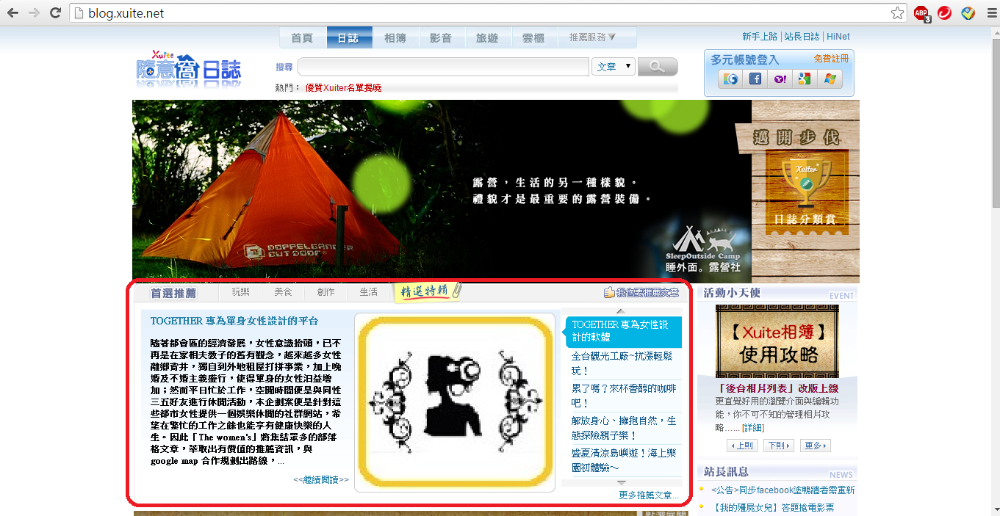 blog.xuite.net
ABP
3
首頁 日誌 相簿 影音 旅遊 雲櫃 推薦服務▼
新手上路 | 站長日誌 | HiNet
Xuite
隨意窩日誌
搜尋
文章
熱門： 優質Xuiter名單揭曉
多元帳號登入 免費註冊
露營，生活的另一種樣貌。
禮貌才是最重要的露營裝備。
DOPPELGANGER
OUTDOOR
SleepOutside Camp
睡外面。露營社
邁開步伐
Xuiter
日誌分類賞
首選推薦 玩樂 美食 創作 生活 精選特輯 我也要推薦文章
TOGETHER 專為單身女性設計的平台
隨著都會區的經濟發展，女性意識抬頭，已不
再是在家相夫教子的舊有觀念，越來越多女性
離鄉背井，獨自到外地租屋打拼事業，加上晚
婚及不婚主義盛行，使得單身的女性日益增
加；然而平日忙於工作，空閒時間便是與同性
三五好友進行休閒活動，本企劃案便是針對這
些都市女性提供一個娛樂休閒的社群網站，希
望在繁忙的工作之餘也能享有健康快樂的人
生。因此「The women's」將集結眾多的部落
格文章，萃取出有價值的推薦資訊，與
google map 合作規劃出路線，...
<<繼續閱讀>>
TOGETHER 專為女性設
計的軟體
全台觀光工廠~抗漲輕鬆
玩！
累了嗎？來杯香醇的咖啡
吧！
解放身心、擁抱自然，生
態探險親子樂！
盛夏清涼島嶼遊！海上樂
園初體驗～
更多推薦文章...
活動小天使 EVENT
【Xuite相簿】
使用攻略
「後台相片列表」改版上線
更直覺好用的瀏覽介面與編輯功
能，你不可不知的管理相片攻
略…... [詳細]
上則 下則 更多
站長訊息 NEWS
<公告>同步facebook塗鴨牆者需重新
【我的殭屍女兒】答題搶電影票